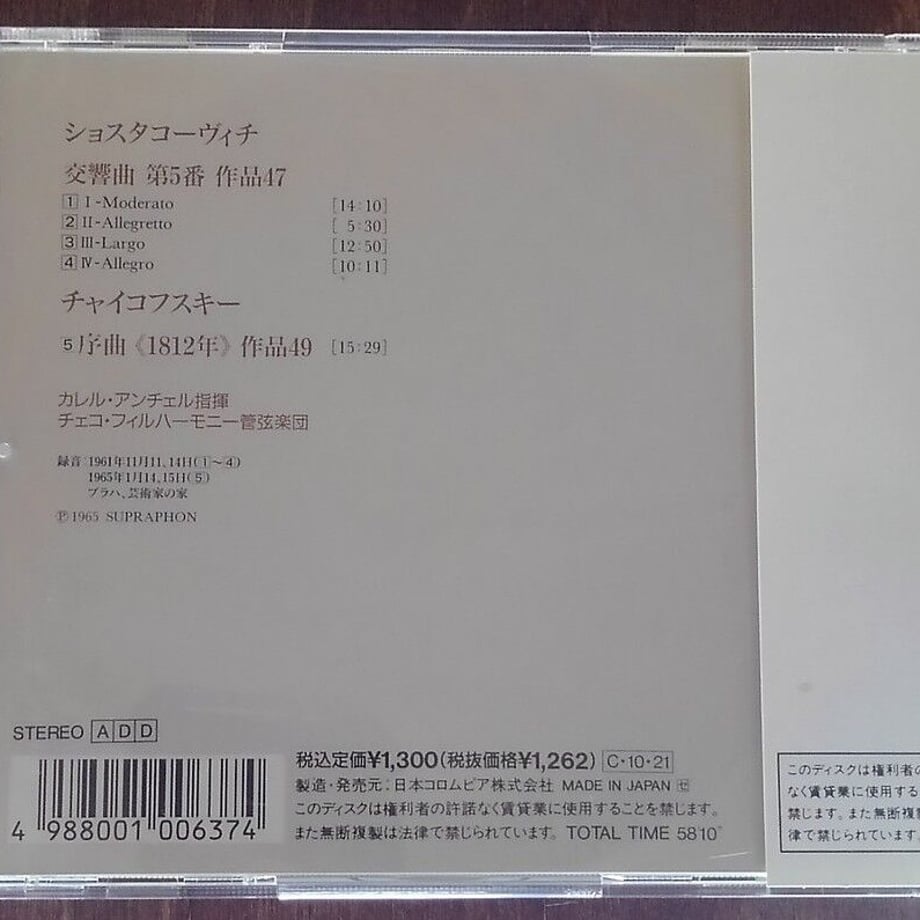 ショスタコーヴィチ
交響曲 第5番 作品47
1 I-Moderato [14:10]
2 II-Allegretto [ 5:30]
3 III-Largo [12:50]
4 IV-Allegro [10:11]
チャイコフスキー
5 序曲《1812年》作品49 [15:29]
カレル・アンチェル指揮
チェコ・フィルハーモニー管弦楽団
録音:1961年11月11、14日(1~4)
1965年1月14、15日(5)
プラハ、芸術家の家
Ⓟ1965 SUPRAPHON
STEREO ADD
税込定価¥1,300(税抜価格¥1,262) C・10・21
製造・発売元:日本コロムビア株式会社 MADE IN JAPAN
このディスクは権利者の許諾なく賃貸業に使用することを禁じます。
また無断複製は法律で禁じられています。 TOTAL TIME 58'10"
4 988001 006374
このディスクは権利者の
なく賃貸業に使用する
禁じます。また無断複製
律で禁じられています